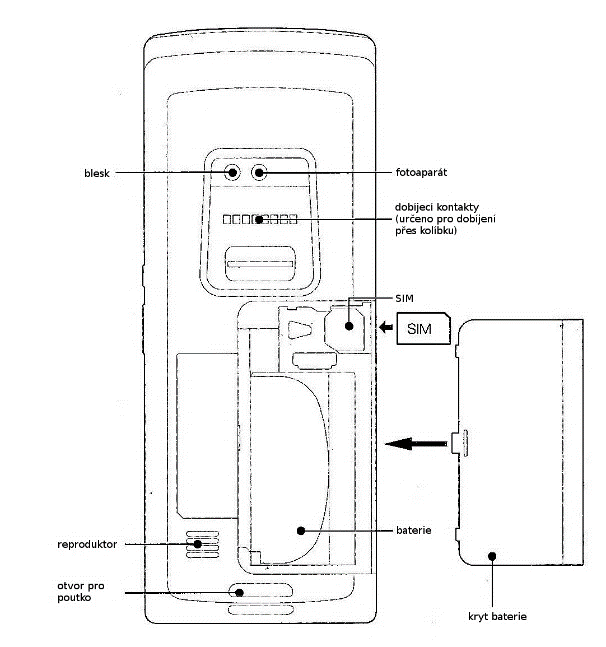 blesk
fotoaparát
dobíjecí kontakty
(určeno pro dobíjení
přes kolíbku)
SIM
SIM
baterie
reproduktor
otvor pro
poutko
kryt baterie